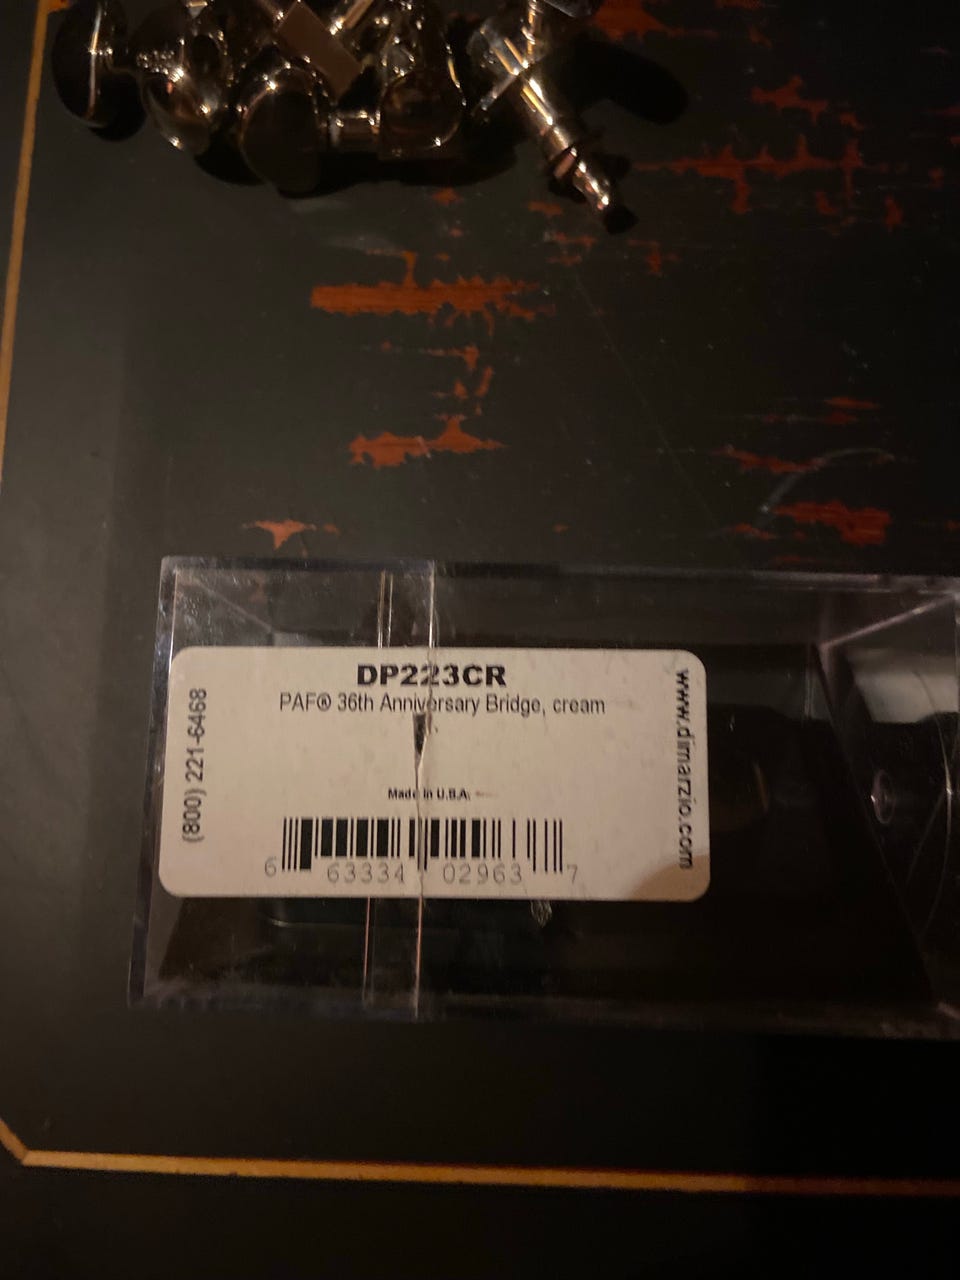 DP223CR
PAF® 36th Anniversary Bridge, cream
(800) 221-6468
www.dimarzio.com
Made in U.S.A.
6 63334 02963 7